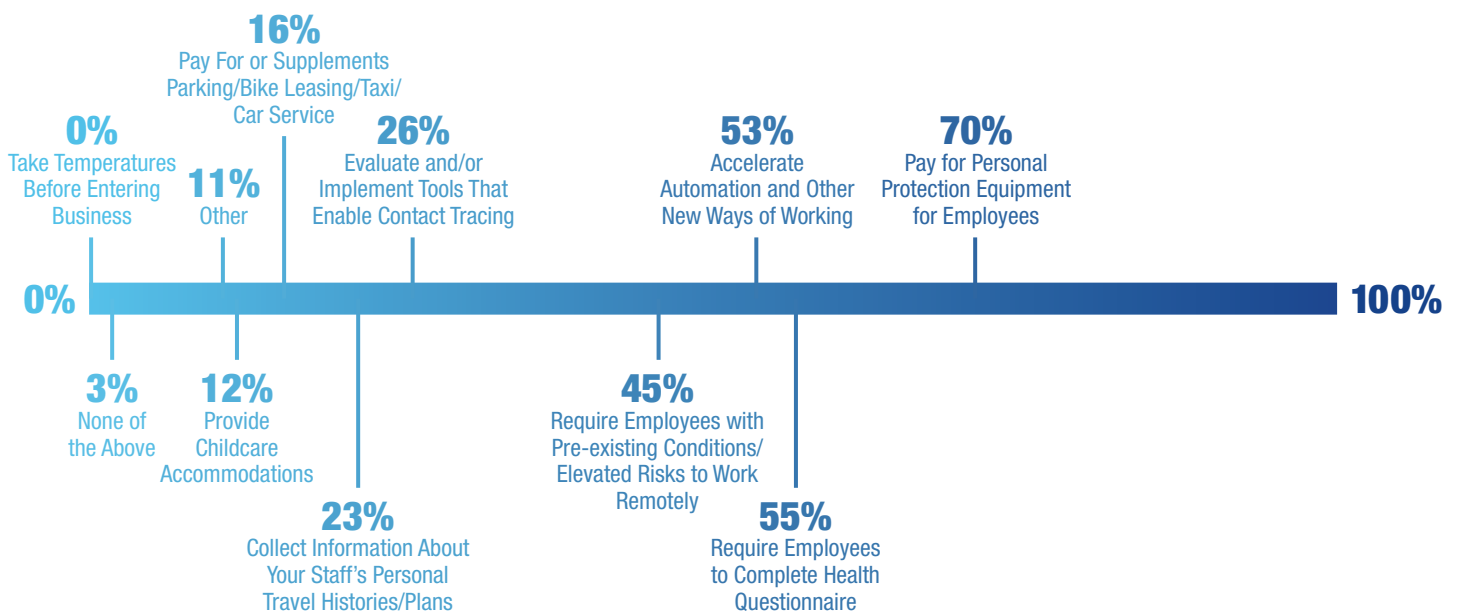 16%
Pay For or Supplements
Parking/Bike Leasing/Taxi/
Car Service
0%
Take Temperatures
Before Entering
Business
11%
Other
26%
Evaluate and/or
Implement Tools That
Enable Contact Tracing
53%
Accelerate
Automation and Other
New Ways of Working
70%
Pay for Personal
Protection Equipment
for Employees
0%
100%
3%
None of
the Above
12%
Provide
Childcare
Accommodations
23%
Collect Information About
Your Staff’s Personal
Travel Histories/Plans
45%
Require Employees with
Pre-existing Conditions/
Elevated Risks to Work
Remotely
55%
Require Employees
to Complete Health
Questionnaire